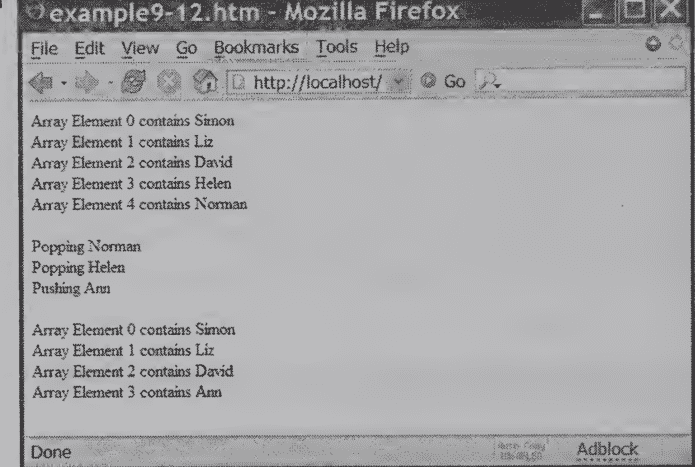 example9-12.htm - Mozilla Firefox
File Edit View Go Bookmarks Tools Help
http://localhost/ Go
Array Element 0 contains Simon
Array Element 1 contains Liz
Array Element 2 contains David
Array Element 3 contains Helen
Array Element 4 contains Norman
Popping Norman
Popping Helen
Pushing Ann
Array Element 0 contains Simon
Array Element 1 contains Liz
Array Element 2 contains David
Array Element 3 contains Ann
Done Adblock